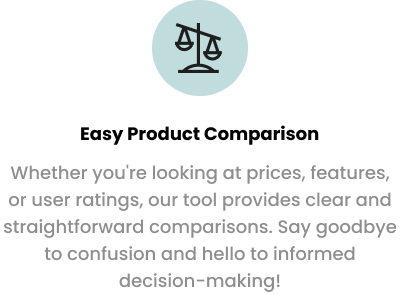 Easy Product Comparison
Whether you're looking at prices, features,
or user ratings, our tool provides clear and
straightforward comparisons. Say goodbye
to confusion and hello to informed
decision-making!